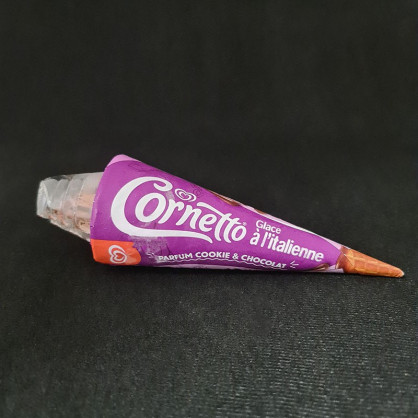 Cornetto
Glace
à l'italienne
PARFUM COOKIE & CHOCOLAT